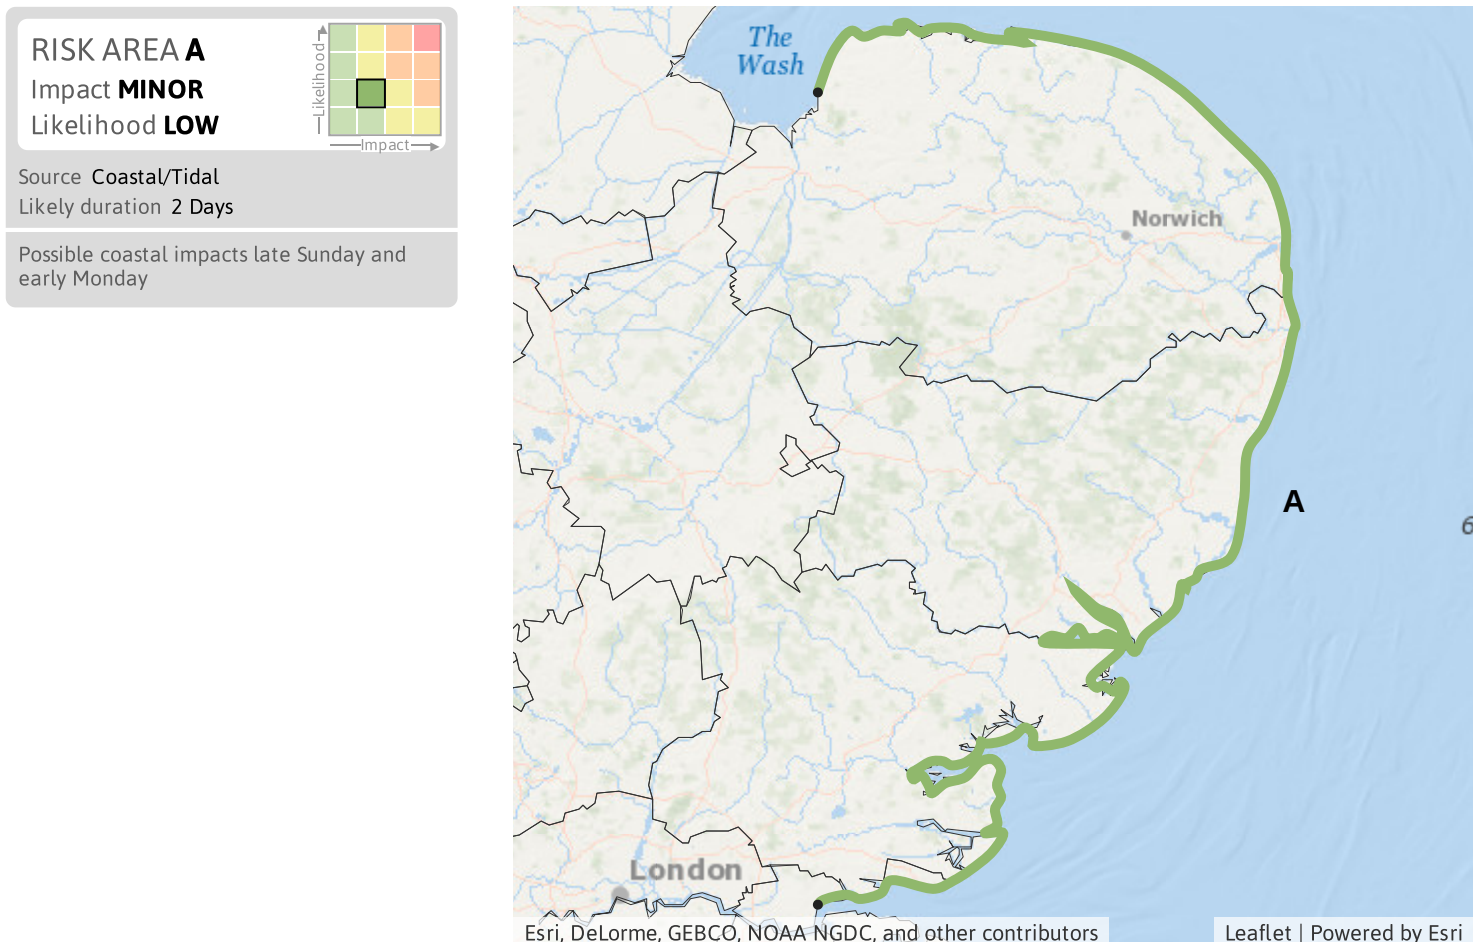 RISK AREA A
Impact MINOR
Likelihood LOW
Likelihood
Impact
Source Coastal/Tidal
Likely duration 2 Days
Possible coastal impacts late Sunday and
early Monday
The
Wash
Norwich
A
6
London
Esri, DeLorme, GEBCO, NOAA NGDC, and other contributors
Leaflet | Powered by Esri